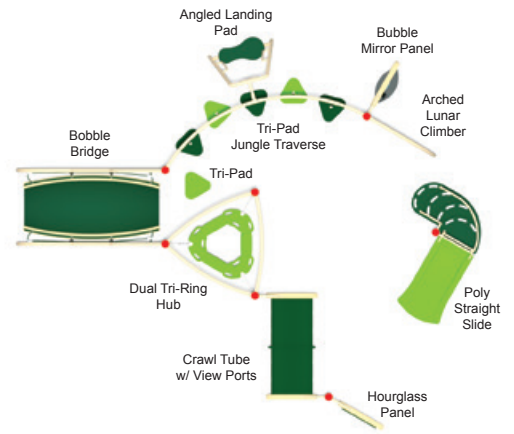 Angled Landing
Pad
Bubble
Mirror Panel
Arched
Lunar
Climber
Tri-Pad
Jungle Traverse
Bobble
Bridge
Tri-Pad
Dual Tri-Ring
Hub
Poly
Straight
Slide
Crawl Tube
w/ View Ports
Hourglass
Panel